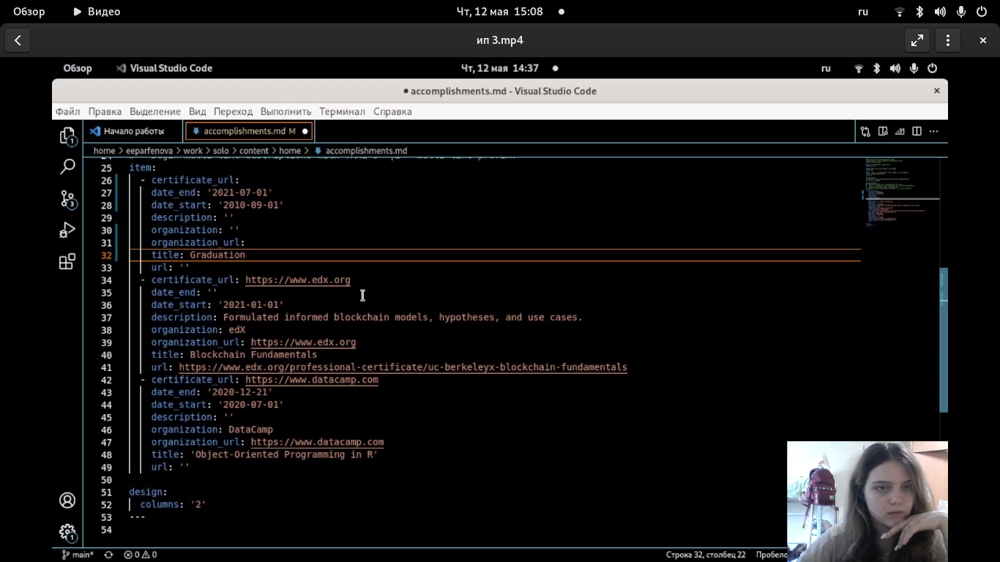 Обзор Видео Чт, 12 мая 15:08 ru
ип 3.mp4
Обзор Visual Studio Code Чт, 12 мая 14:37 ru
● accomplishments.md - Visual Studio Code
Файл Правка Выделение Вид Переход Выполнить Терминал Справка
Начало работы accomplishments.md M
home > eeparfenova > work > solo > content > home > accomplishments.md
25 item:
26 - certificate_url:
27 date_end: '2021-07-01'
28 date_start: '2010-09-01'
29 description: ''
30 organization: ''
31 organization_url:
32 title: Graduation
33 url: ''
34 - certificate_url: https://www.edx.org
35 date_end: ''
36 date_start: '2021-01-01'
37 description: Formulated informed blockchain models, hypotheses, and use cases.
38 organization: edX
39 organization_url: https://www.edx.org
40 title: Blockchain Fundamentals
41 url: https://www.edx.org/professional-certificate/uc-berkeleyx-blockchain-fundamentals
42 - certificate_url: https://www.datacamp.com
43 date_end: '2020-12-21'
44 date_start: '2020-07-01'
45 description: ''
46 organization: DataCamp
47 organization_url: https://www.datacamp.com
48 title: 'Object-Oriented Programming in R'
49 url: ''
50
51 design:
52 columns: '2'
53 ---
54
1
3
1
main* 0 0 Строка 32, столбец 22